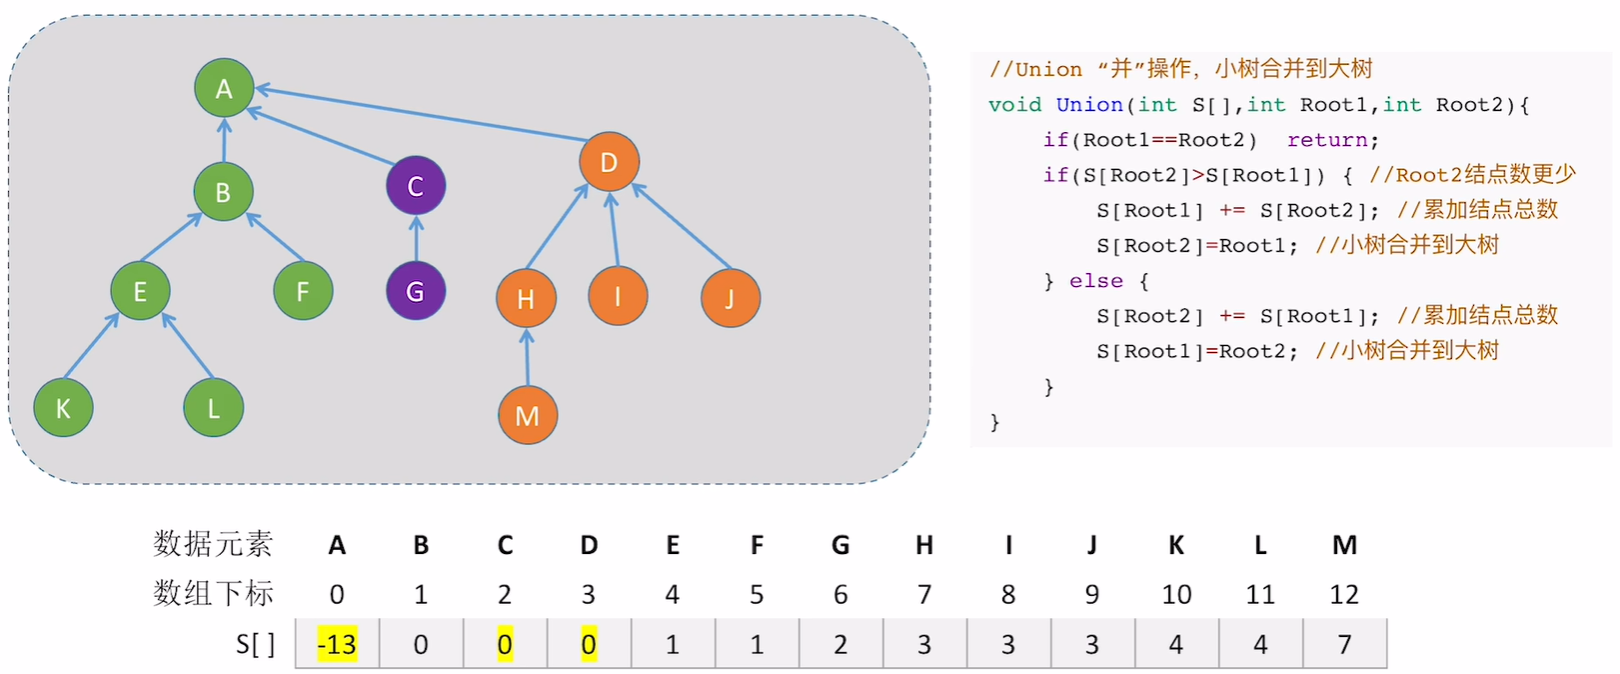 A
B
C
D
E
F
G
H
I
J
K
L
M
//Union “并”操作，小树合并到大树
void Union(int S[],int Root1,int Root2){
if(Root1==Root2)  return;
if(S[Root2]>S[Root1]) { //Root2结点数更少
S[Root1] += S[Root2]; //累加结点总数
S[Root2]=Root1; //小树合并到大树
} else {
S[Root2] += S[Root1]; //累加结点总数
S[Root1]=Root2; //小树合并到大树
}
}
数据元素 A B C D E F G H I J K L M
数组下标 0 1 2 3 4 5 6 7 8 9 10 11 12
S[ ] -13 0 0 0 1 1 2 3 3 3 4 4 7